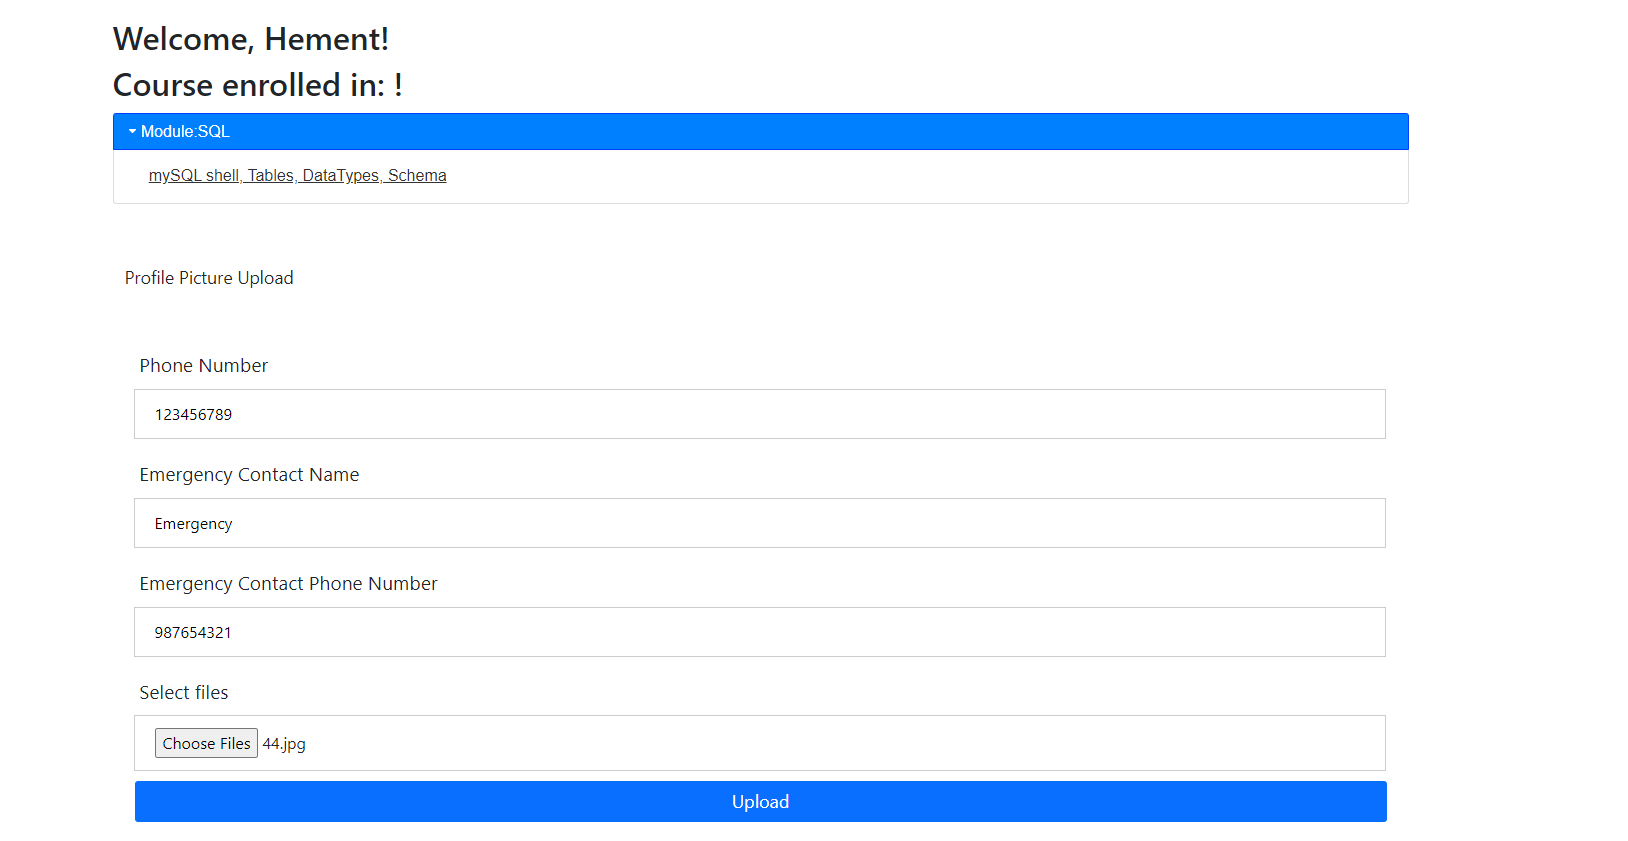 Welcome, Hement!
Course enrolled in: !
Module:SQL
mySQL shell, Tables, DataTypes, Schema
Profile Picture Upload
Phone Number
123456789
Emergency Contact Name
Emergency
Emergency Contact Phone Number
987654321
Select files
Choose Files 44.jpg
Upload